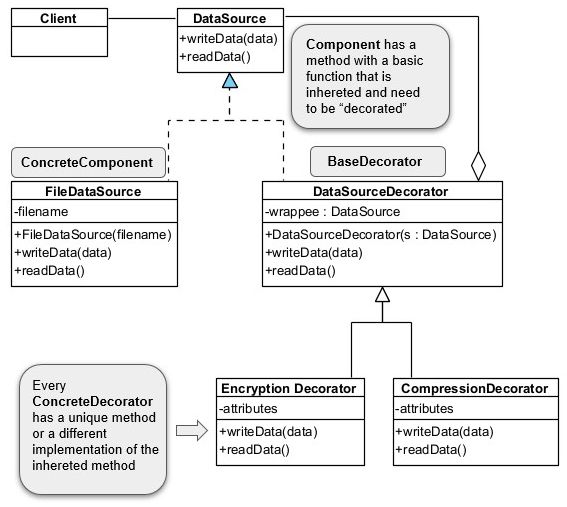 Client
DataSource
+writeData(data)
+readData()
Component has a
method with a basic
function that is
inhereted and need
to be “decorated”
ConcreteComponent
BaseDecorator
FileDataSource
-filename
+FileDataSource(filename)
+writeData(data)
+readData()
DataSourceDecorator
-wrappee : DataSource
+DataSourceDecorator(s : DataSource)
+writeData(data)
+readData()
Every
ConcreteDecorator
has a unique method
or a different
implementation of the
inhereted method
Encryption Decorator
-attributes
+writeData(data)
+readData()
CompressionDecorator
-attributes
+writeData(data)
+readData()